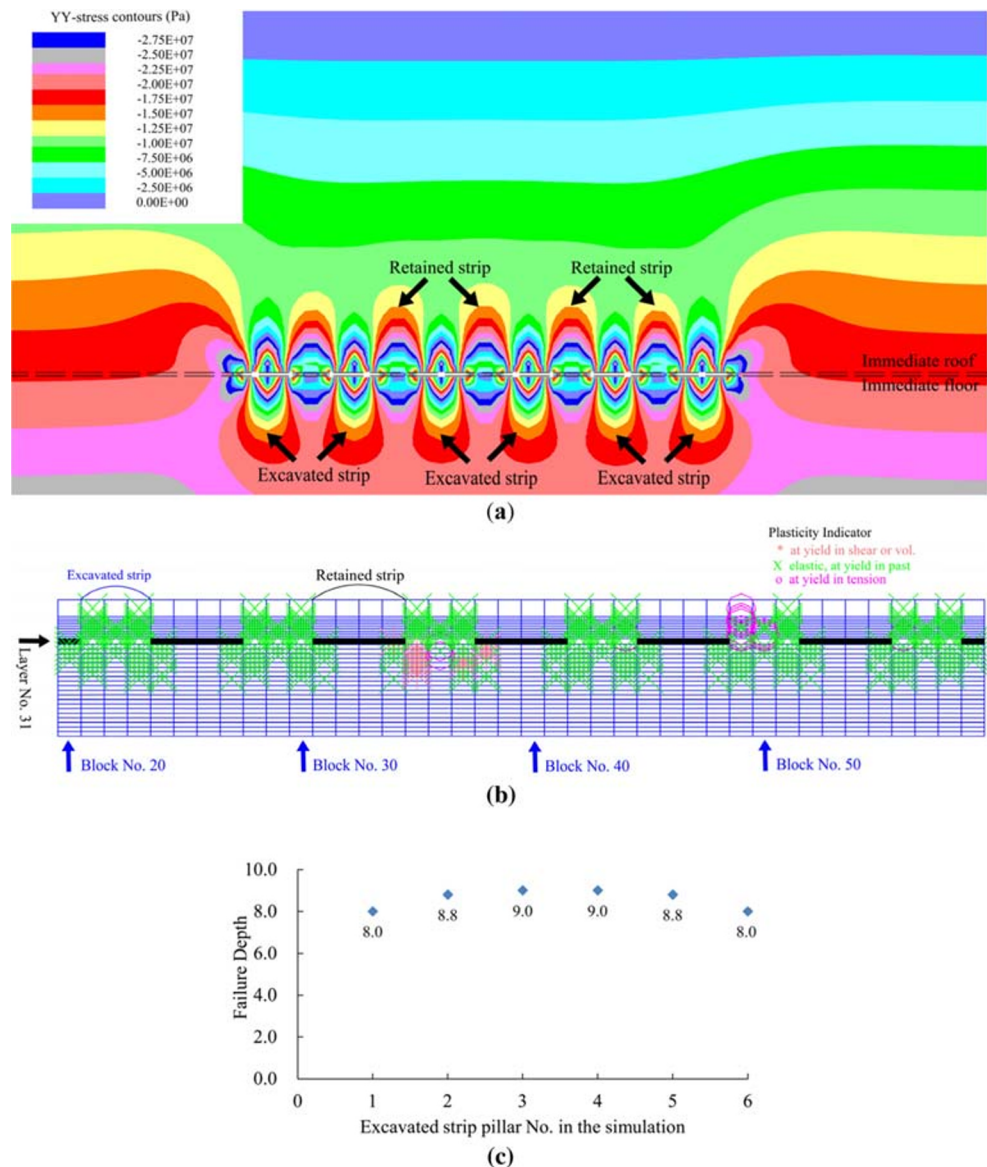 YY-stress contours (Pa)
-2.75E+07
-2.50E+07
-2.25E+07
-2.00E+07
-1.75E+07
-1.50E+07
-1.25E+07
-1.00E+07
-7.50E+06
-5.00E+06
-2.50E+06
0.00E+00
Retained strip
Retained strip
Immediate roof
Immediate floor
Excavated strip
Excavated strip
Excavated strip
(a)
Plasticity Indicator
* at yield in shear or vol.
X elastic, at yield in past
o at yield in tension
Excavated strip
Retained strip
Layer No. 31
Block No. 20
Block No. 30
Block No. 40
Block No. 50
(b)
10.0
8.0
6.0
4.0
2.0
0.0
Failure Depth
8.0
8.8
9.0
9.0
8.8
8.0
0 1 2 3 4 5 6
Excavated strip pillar No. in the simulation
(c)